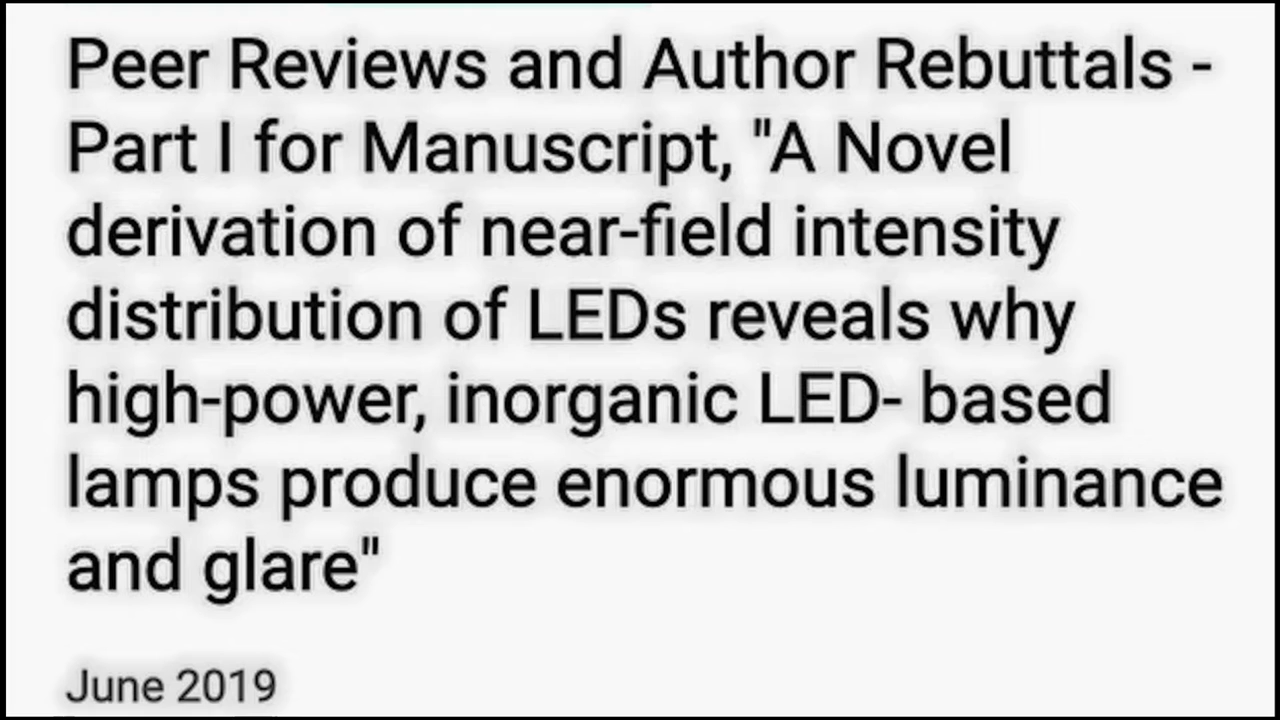 Peer Reviews and Author Rebuttals -
Part I for Manuscript, "A Novel
derivation of near-field intensity
distribution of LEDs reveals why
high-power, inorganic LED- based
lamps produce enormous luminance
and glare"
June 2019